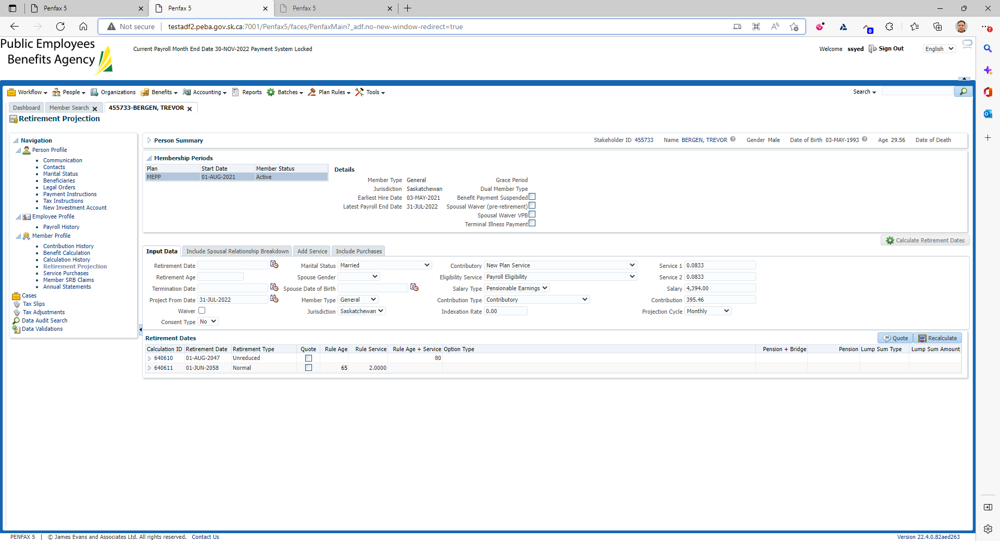 Penfax 5
Penfax 5
Penfax 5
Not secure
testadf2.peba.gov.sk.ca:7001/Penfax5/faces/PenfaxMain?_adf.no-new-window-redirect=true
0
1
Public Employees
Benefits Agency
Current Payroll Month End Date 30-NOV-2022 Payment System Locked
Welcome ssyed Sign Out English
Workflow People Organizations Benefits Accounting Reports Batches Plan Rules Tools Search
Dashboard Member Search 455733-BERGEN, TREVOR
Retirement Projection
Navigation
Person Profile
Communication
Contacts
Marital Status
Beneficiaries
Legal Orders
Payment Instructions
Tax Instructions
New Investment Account
Employee Profile
Payroll History
Member Profile
Contribution History
Benefit Calculation
Calculation History
Retirement Projection
Service Purchases
Member SRB Claims
Annual Statements
Cases
Tax Slips
Tax Adjustments
Data Audit Search
Data Validations
Person Summary Stakeholder ID 455733 Name BERGEN, TREVOR Gender Male Date of Birth 03-MAY-1993 Age 29.56 Date of Death
Membership Periods
Plan Start Date Member Status
MEPP 01-AUG-2021 Active
Details
Member Type General Grace Period
Jurisdiction Saskatchewan Dual Member Type
Earliest Hire Date 03-MAY-2021 Benefit Payment Suspended
Latest Payroll End Date 31-JUL-2022 Spousal Waiver (pre-retirement)
Spousal Waiver VPB
Terminal Illness Payment
Calculate Retirement Dates
Input Data Include Spousal Relationship Breakdown Add Service Include Purchases
Retirement Date Marital Status Married Contributory New Plan Service Service 1 0.0833
Retirement Age Spouse Gender Eligibility Service Payroll Eligibility Service 2 0.0833
Termination Date Spouse Date of Birth Salary Type Pensionable Earnings Salary 4,394.00
Project From Date 31-JUL-2022 Member Type General Contribution Type Contributory Contribution 395.46
Waiver Jurisdiction Saskatchewan Indexation Rate 0.00 Projection Cycle Monthly
Consent Type No
Retirement Dates Quote Recalculate
Calculation ID Retirement Date Retirement Type Quote Rule Age Rule Service Rule Age + Service Option Type Pension + Bridge Pension Lump Sum Type Lump Sum Amount
640610 01-AUG-2047 Unreduced 80
640611 01-JUN-2058 Normal 65 2.0000
PENFAX 5 | © James Evans and Associates Ltd. All rights reserved. Contact Us Version 22.4.0.82aed263